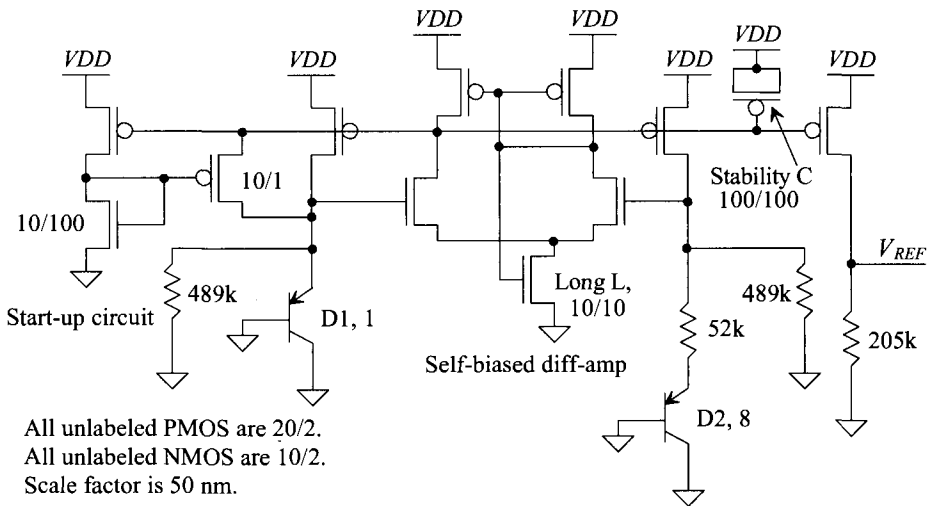 VDD
VDD
VDD
VDD
VDD
VDD
VDD
10/1
10/100
Stability C
100/100
VREF
489k
Start-up circuit
D1, 1
Long L,
10/10
Self-biased diff-amp
489k
52k
205k
D2, 8
All unlabeled PMOS are 20/2.
All unlabeled NMOS are 10/2.
Scale factor is 50 nm.